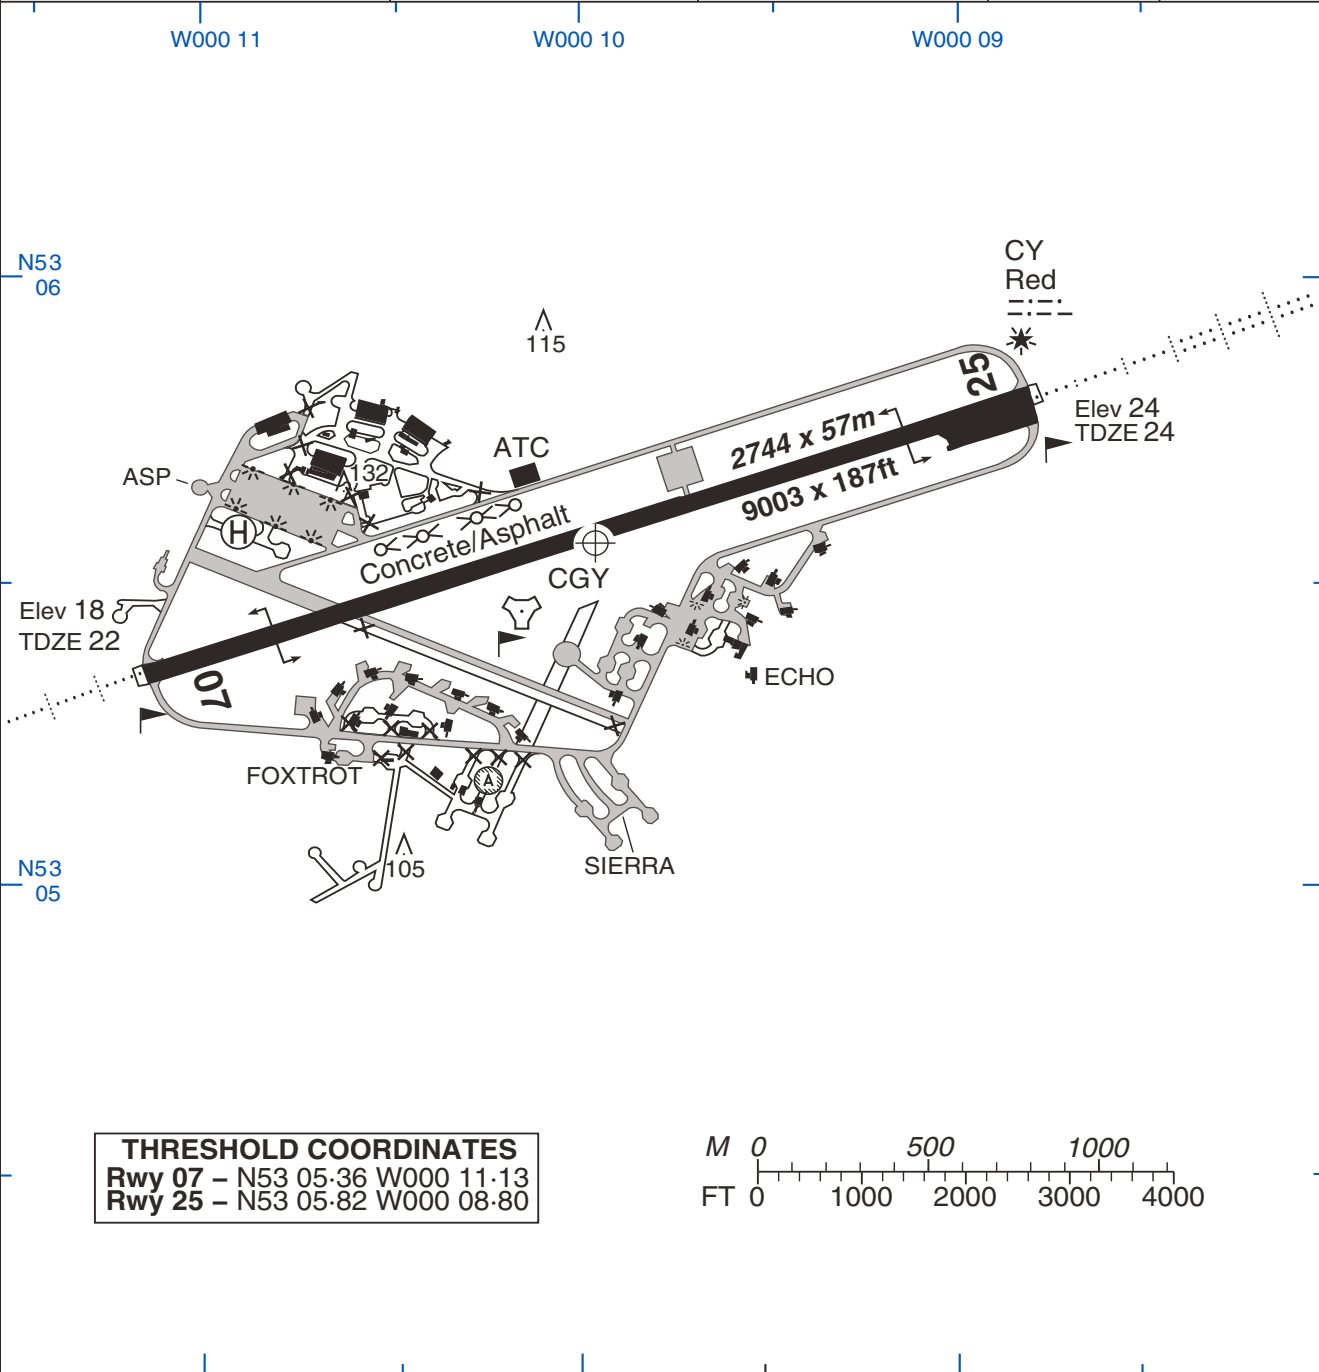 W000 11
W000 10
W000 09
N53
06
CY
Red
115
25
Elev 24
TDZE 24
2744 x 57m
9003 x 187ft
ATC
ASP
132
H
Concrete/Asphalt
CGY
Elev 18
TDZE 22
07
ECHO
FOXTROT
A
105
SIERRA
N53
05
THRESHOLD COORDINATES
Rwy 07 – N53 05·36 W000 11·13
Rwy 25 – N53 05·82 W000 08·80
M 0 500 1000
FT 0 1000 2000 3000 4000